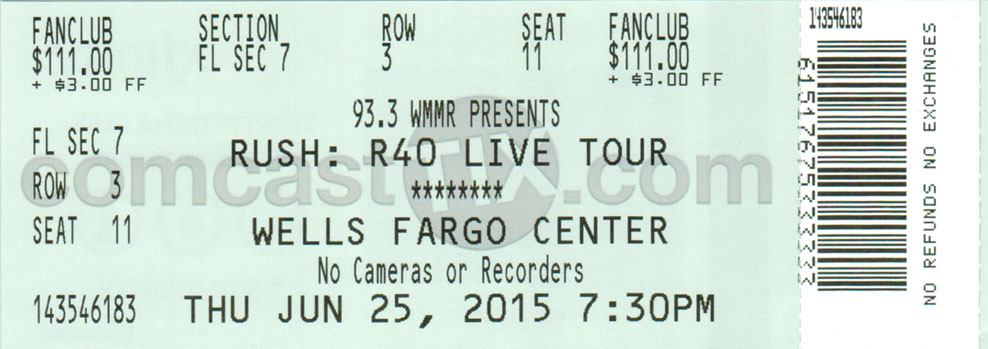 FANCLUB SECTION ROW SEAT FANCLUB
$111.00 FL SEC 7 3 11 $111.00
+ $3.00 FF + $3.00 FF
93.3 WMMR PRESENTS
FL SEC 7
RUSH: R40 LIVE TOUR
comcastTIX.com
ROW 3
********
SEAT 11
WELLS FARGO CENTER
No Cameras or Recorders
143546183
THU JUN 25, 2015 7:30PM
143546183
NO REFUNDS NO EXCHANGES